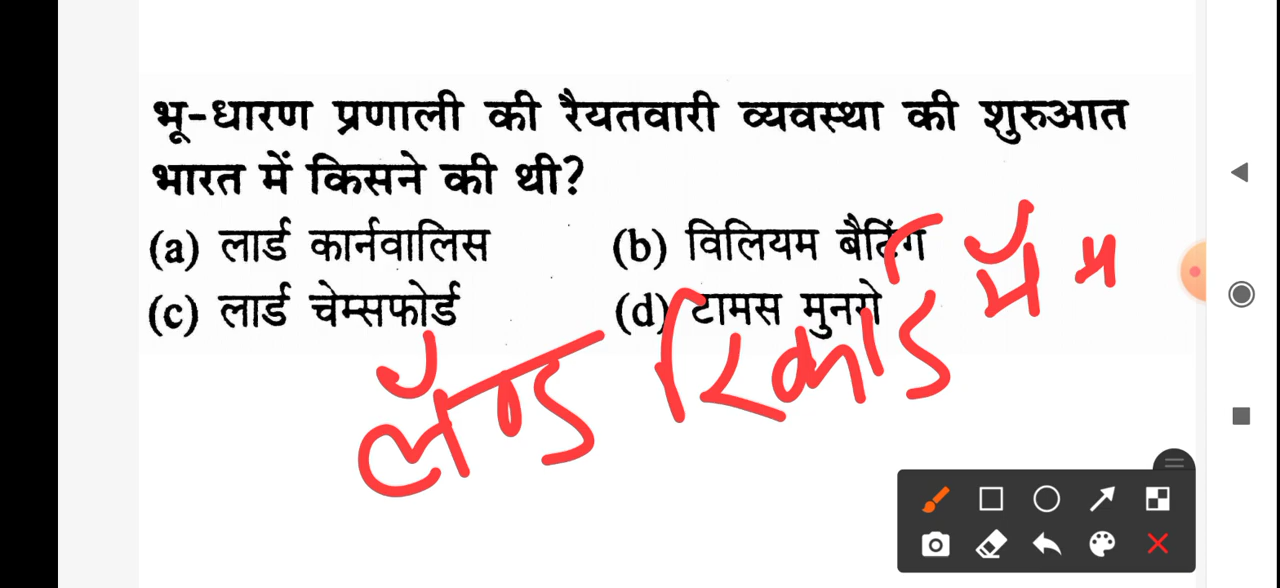 भू-धारण प्रणाली की रैयतवारी व्यवस्था की शुरुआत
भारत में किसने की थी?
(a) लार्ड कार्नवालिस (b) विलियम बैटिंग
(c) लार्ड चेम्सफोर्ड (d) टामस मुनरो
लॅण्ड रिकॉर्ड मॅ